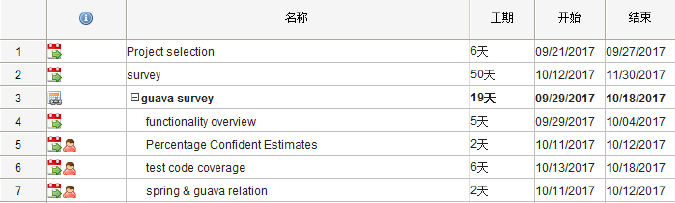 名称 工期 开始 结束
1 Project selection 6天 09/21/2017 09/27/2017
2 survey 50天 10/12/2017 11/30/2017
3 guava survey 19天 09/29/2017 10/18/2017
4 functionality overview 5天 09/29/2017 10/04/2017
5 Percentage Confident Estimates 2天 10/11/2017 10/12/2017
6 test code coverage 6天 10/13/2017 10/18/2017
7 spring & guava relation 2天 10/11/2017 10/12/2017